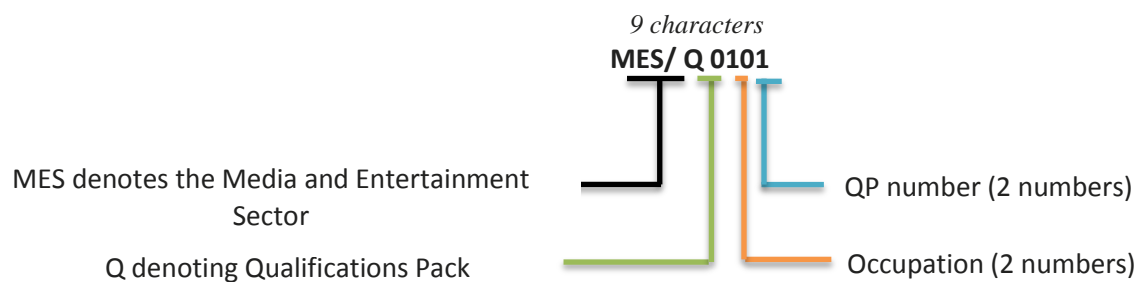 9 characters
MES/ Q 0101
MES denotes the Media and Entertainment
Sector
QP number (2 numbers)
Q denoting Qualifications Pack
Occupation (2 numbers)